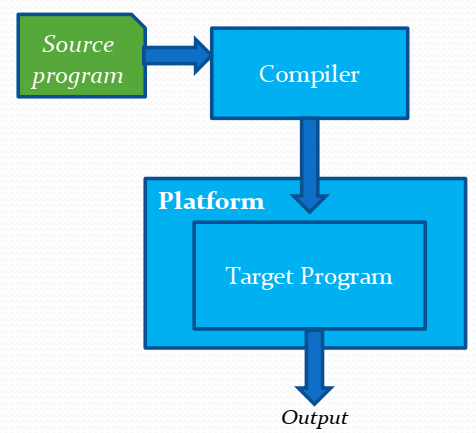 Source
program
Compiler
Platform
Target Program
Output